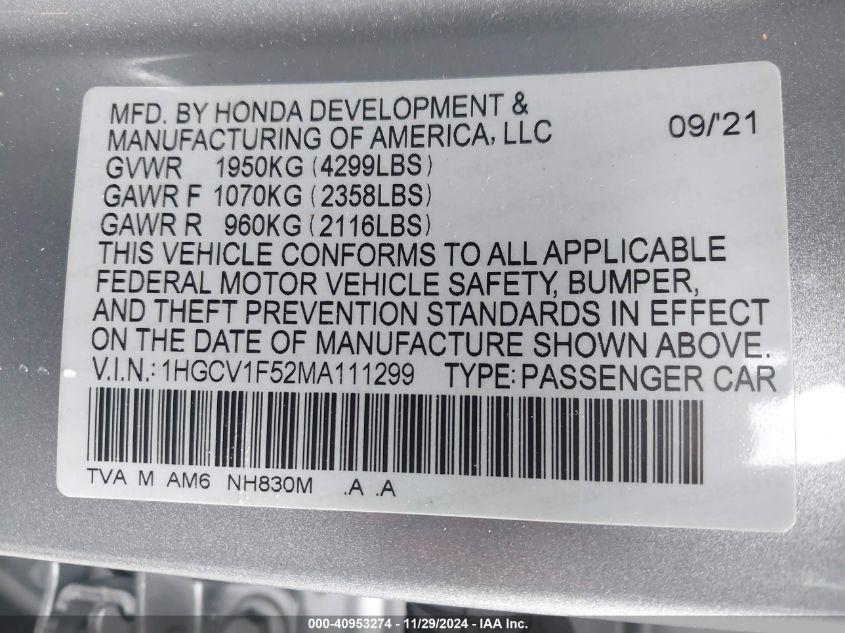 MFD. BY HONDA DEVELOPMENT &
MANUFACTURING OF AMERICA, LLC 09/'21
GVWR 1950KG (4299LBS)
GAWR F 1070KG (2358LBS)
GAWR R 960KG (2116LBS)
THIS VEHICLE CONFORMS TO ALL APPLICABLE
FEDERAL MOTOR VEHICLE SAFETY, BUMPER,
AND THEFT PREVENTION STANDARDS IN EFFECT
ON THE DATE OF MANUFACTURE SHOWN ABOVE.
V.I.N.: 1HGCV1F52MA111299 TYPE: PASSENGER CAR
TVA M AM6 NH830M .A .A
000-40953274 - 11/29/2024 - IAA Inc.